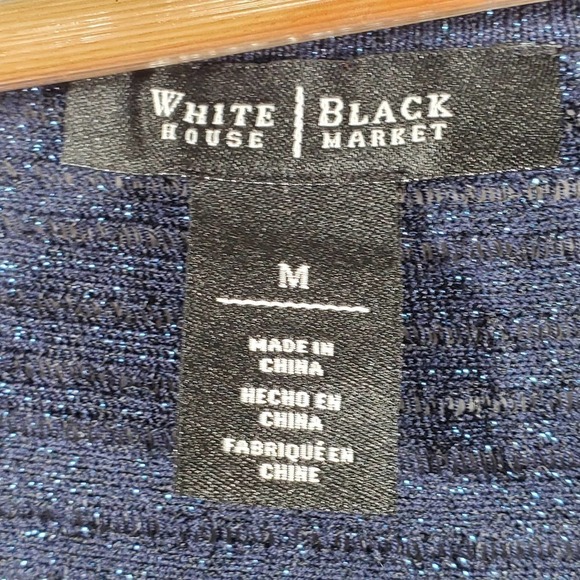 WHITE | BLACK
HOUSE | MARKET
M
MADE IN
CHINA
HECHO EN
CHINA
FABRIQUÉ EN
CHINE